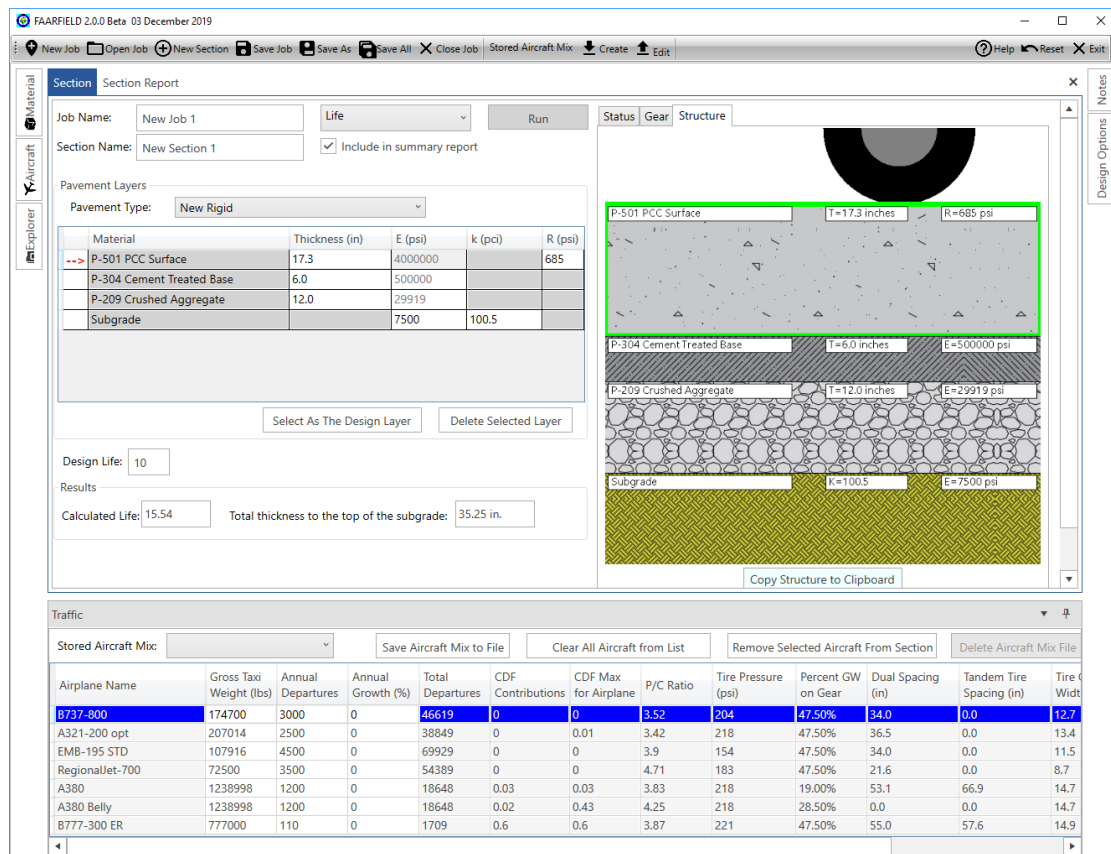 FAARFIELD 2.0.0 Beta 03 December 2019
New Job Open Job New Section Save Job Save As Save All Close Job Stored Aircraft Mix Create Edit Help Reset Exit
Material
Aircraft
Explorer
Section Section Report
Job Name: New Job 1 Life Run
Section Name: New Section 1 Include in summary report
Pavement Layers
Pavement Type: New Rigid
Material Thickness (in) E (psi) k (pci) R (psi)
--> P-501 PCC Surface 17.3 4000000 685
P-304 Cement Treated Base 6.0 500000
P-209 Crushed Aggregate 12.0 29919
Subgrade 7500 100.5
Select As The Design Layer Delete Selected Layer
Design Life: 10
Results
Calculated Life: 15.54 Total thickness to the top of the subgrade: 35.25 in.
Status Gear Structure
P-501 PCC Surface T=17.3 inches R=685 psi
P-304 Cement Treated Base T=6.0 inches E=500000 psi
P-209 Crushed Aggregate T=12.0 inches E=29919 psi
Subgrade K=100.5 E=7500 psi
Copy Structure to Clipboard
Notes
Design Options
Traffic
Stored Aircraft Mix: Save Aircraft Mix to File Clear All Aircraft from List Remove Selected Aircraft From Section Delete Aircraft Mix File
Airplane Name Gross Taxi Weight (lbs) Annual Departures Annual Growth (%) Total Departures CDF Contributions CDF Max for Airplane P/C Ratio Tire Pressure (psi) Percent GW on Gear Dual Spacing (in) Tandem Tire Spacing (in) Tire Widt
B737-800 174700 3000 0 46619 0 0 3.52 204 47.50% 34.0 0.0 12.7
A321-200 opt 207014 2500 0 38849 0 0.01 3.42 218 47.50% 36.5 0.0 13.4
EMB-195 STD 107916 4500 0 69929 0 0 3.9 154 47.50% 34.0 0.0 11.5
RegionalJet-700 72500 3500 0 54389 0 0 4.71 183 47.50% 21.6 0.0 8.7
A380 1238998 1200 0 18648 0.03 0.03 3.83 218 19.00% 53.1 66.9 14.7
A380 Belly 1238998 1200 0 18648 0.02 0.43 4.25 218 28.50% 0.0 0.0 14.7
B777-300 ER 777000 110 0 1709 0.6 0.6 3.87 221 47.50% 55.0 57.6 14.9